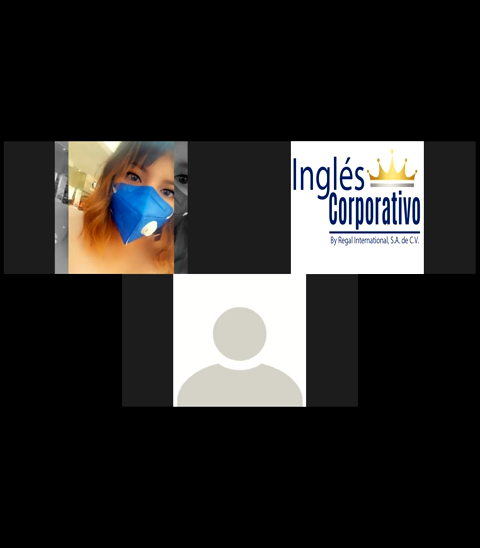 Inglés
Corporativo
By Regal International, S.A. de C.V.